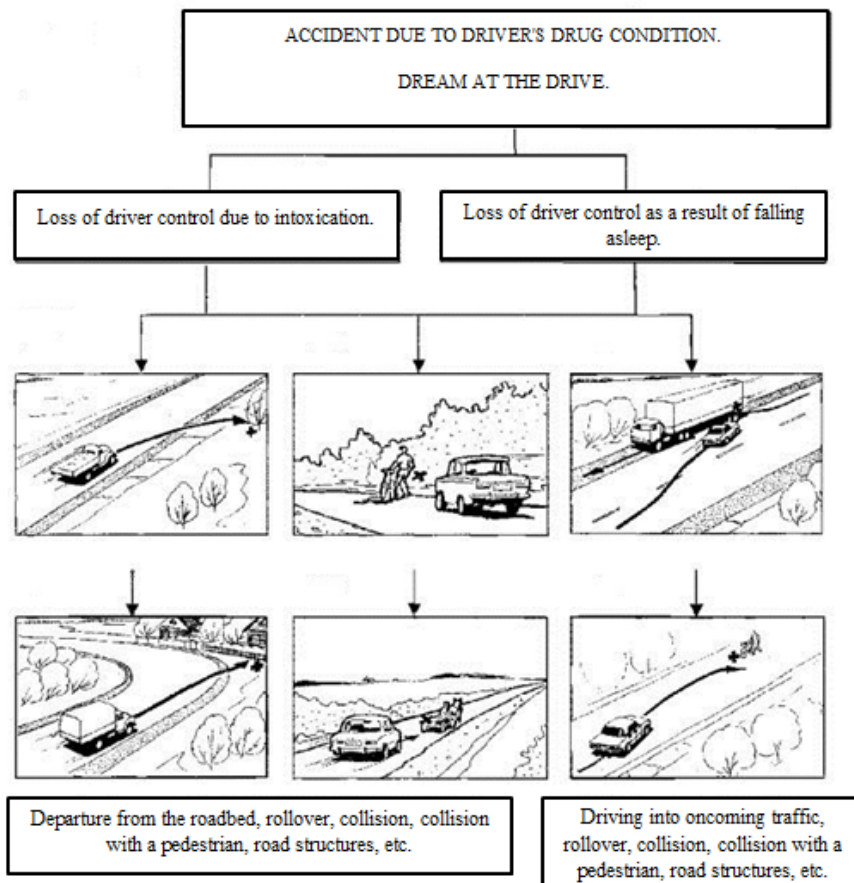 ACCIDENT DUE TO DRIVER'S DRUG CONDITION.
DREAM AT THE DRIVE.
Loss of driver control due to intoxication.
Loss of driver control as a result of falling
asleep.
Departure from the roadbed, rollover, collision, collision
with a pedestrian, road structures, etc.
Driving into oncoming traffic,
rollover, collision, collision with a
pedestrian, road structures, etc.